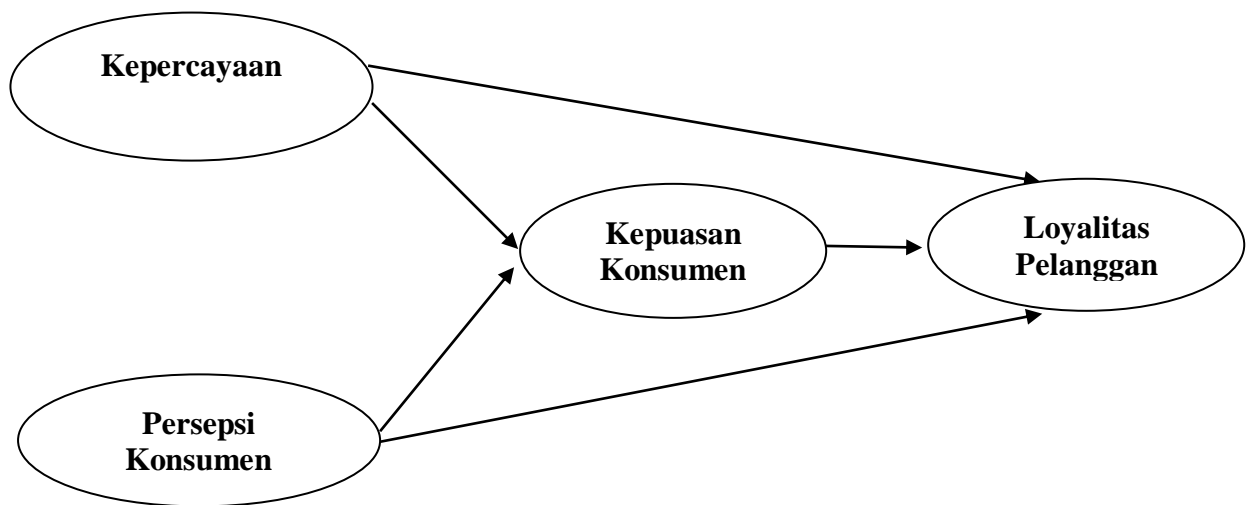 Kepercayaan
Kepuasan
Konsumen
Loyalitas
Pelanggan
Persepsi
Konsumen